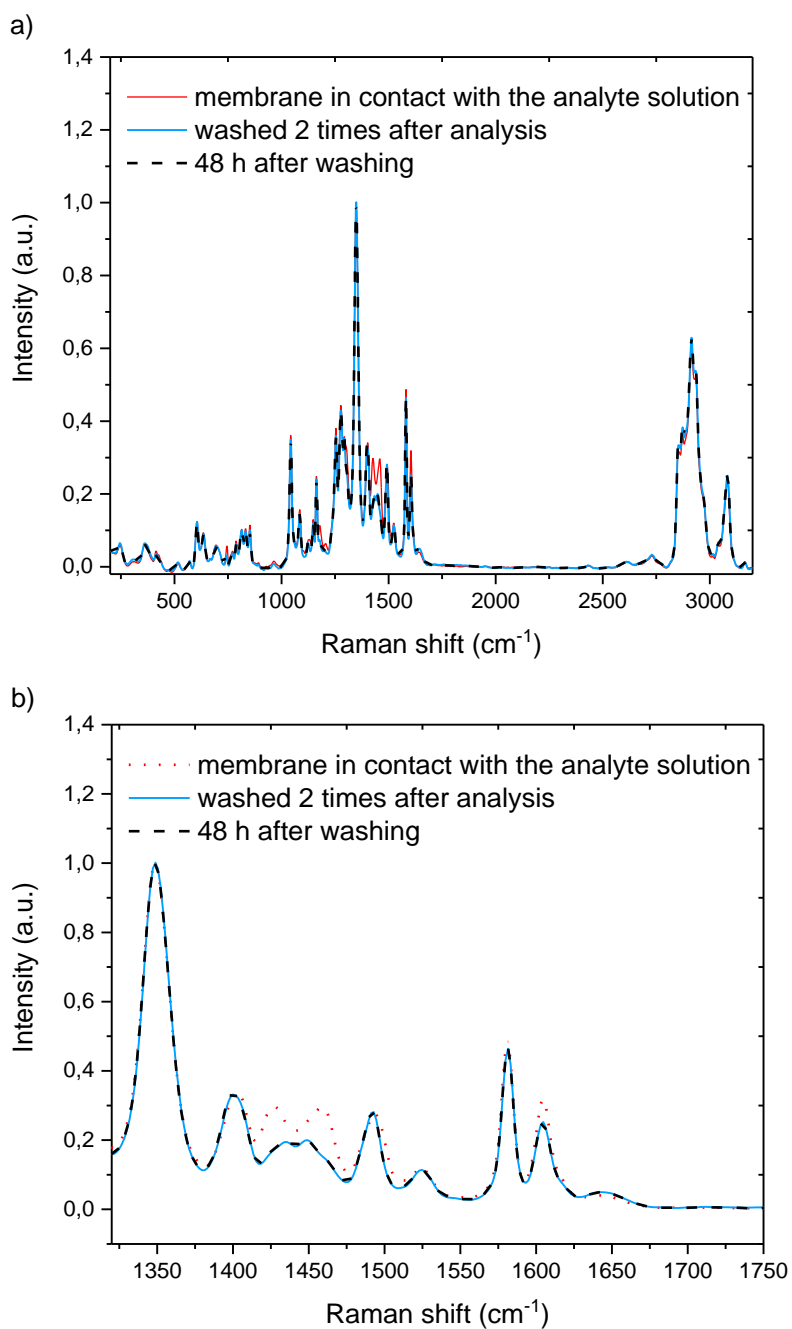 a)
1,4
1,2
1,0
0,8
0,6
0,4
0,2
0,0
Intensity (a.u.)
membrane in contact with the analyte solution
washed 2 times after analysis
48 h after washing
500 1000 1500 2000 2500 3000
Raman shift (cm⁻¹)
b)
1,4
1,2
1,0
0,8
0,6
0,4
0,2
0,0
Intensity (a.u.)
membrane in contact with the analyte solution
washed 2 times after analysis
48 h after washing
1350 1400 1450 1500 1550 1600 1650 1700 1750
Raman shift (cm⁻¹)